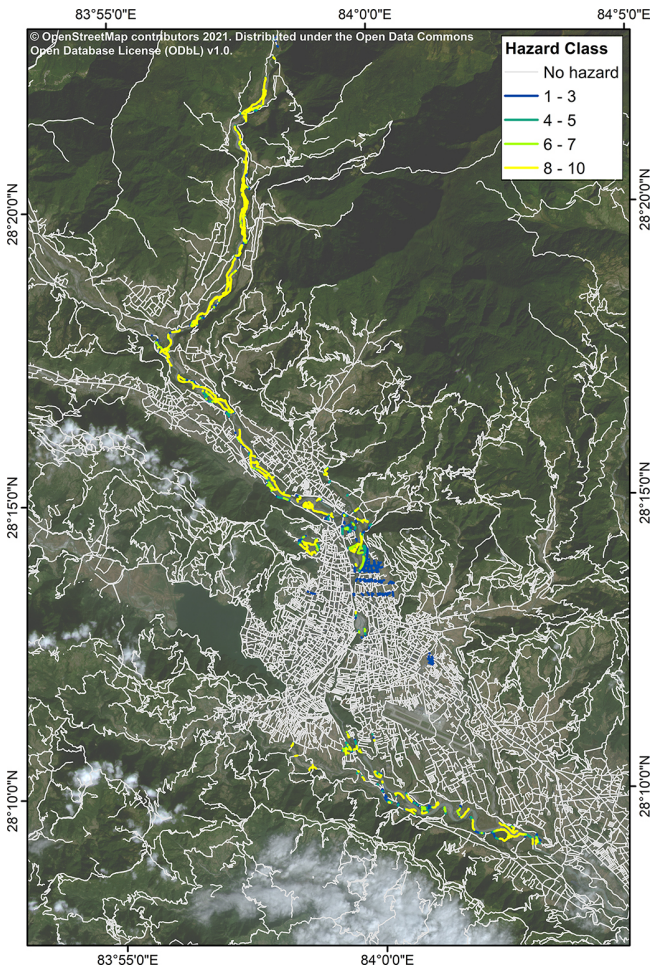 83°55'0"E 84°0'0"E 84°5'0"E
© OpenStreetMap contributors 2021. Distributed under the Open Data Commons
Open Database License (ODbL) v1.0.
Hazard Class
No hazard
1 - 3
4 - 5
6 - 7
8 - 10
28°20'0"N 28°20'0"N
28°15'0"N 28°15'0"N
28°10'0"N 28°10'0"N
83°55'0"E 84°0'0"E